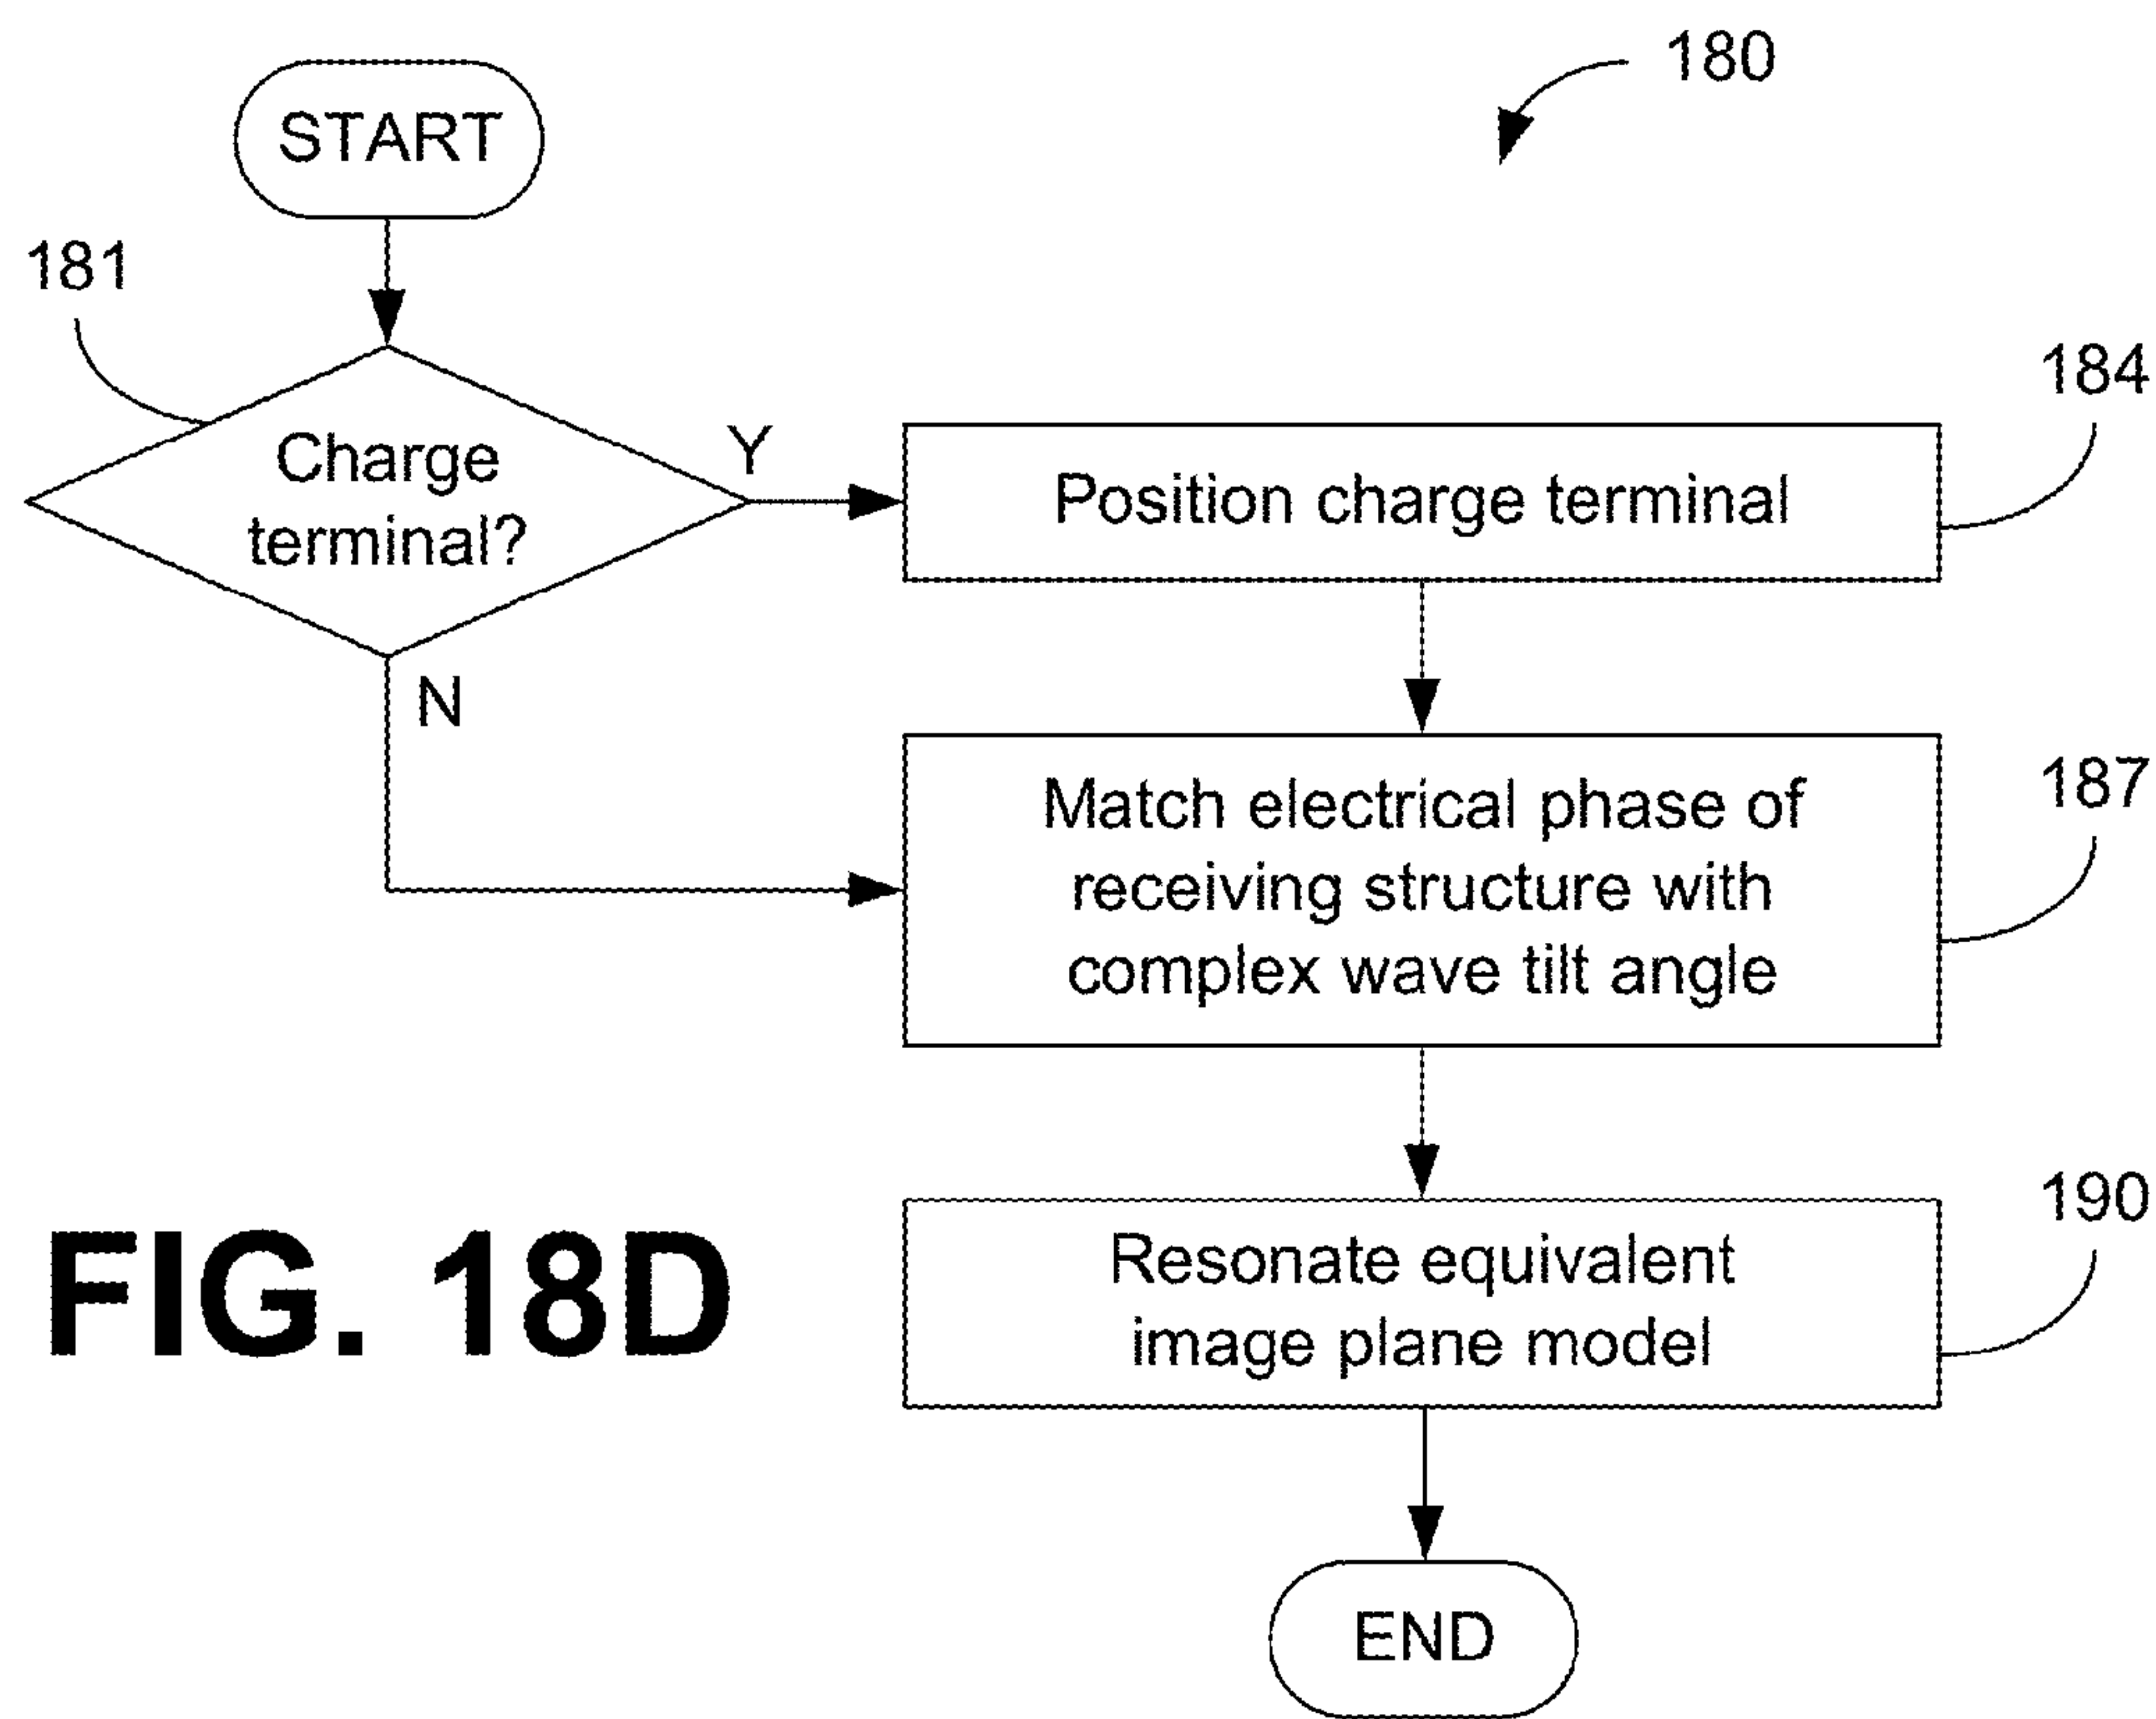 START
180
181
Charge
terminal?
Y
N
Position charge terminal
184
Match electrical phase of
receiving structure with
complex wave tilt angle
187
Resonate equivalent
image plane model
190
END
FIG. 18D